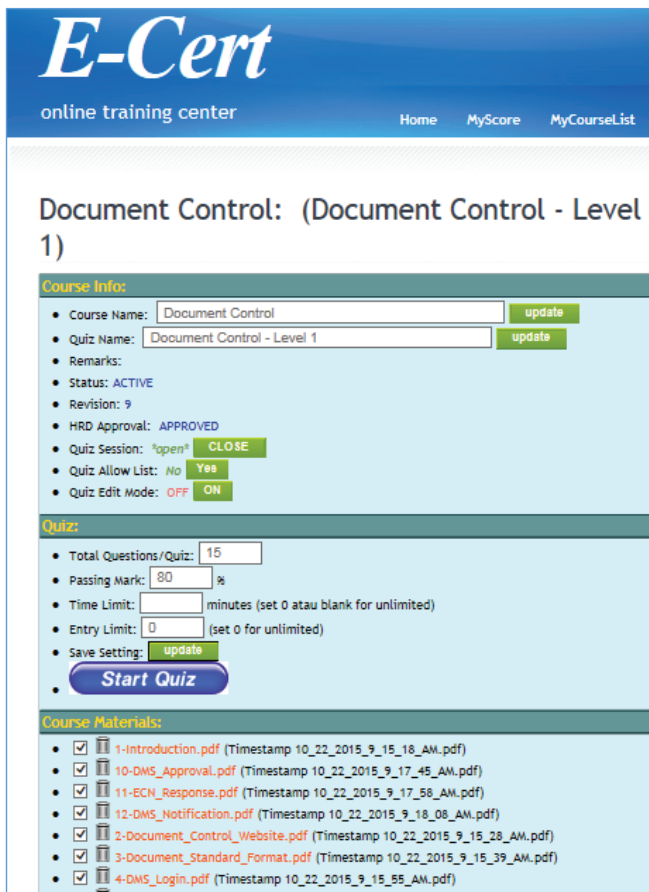 E-Cert
online training center
Home MyScore MyCourseList
Document Control: (Document Control - Level
1)
Course Info:
Course Name: Document Control update
Quiz Name: Document Control - Level 1 update
Remarks:
Status: ACTIVE
Revision: 9
HRD Approval: APPROVED
Quiz Session: *open* CLOSE
Quiz Allow List: No Yes
Quiz Edit Mode: OFF ON
Quiz:
Total Questions/Quiz: 15
Passing Mark: 80 %
Time Limit: minutes (set 0 atau blank for unlimited)
Entry Limit: 0 (set 0 for unlimited)
Save Setting: update
Start Quiz
Course Materials:
1-Introduction.pdf (Timestamp 10_22_2015_9_15_18_AM.pdf)
10-DMS_Approval.pdf (Timestamp 10_22_2015_9_17_45_AM.pdf)
11-ECN_Response.pdf (Timestamp 10_22_2015_9_17_58_AM.pdf)
12-DMS_Notification.pdf (Timestamp 10_22_2015_9_18_08_AM.pdf)
2-Document_Control_Website.pdf (Timestamp 10_22_2015_9_15_28_AM.pdf)
3-Document_Standard_Format.pdf (Timestamp 10_22_2015_9_15_39_AM.pdf)
4-DMS_Login.pdf (Timestamp 10_22_2015_9_15_55_AM.pdf)